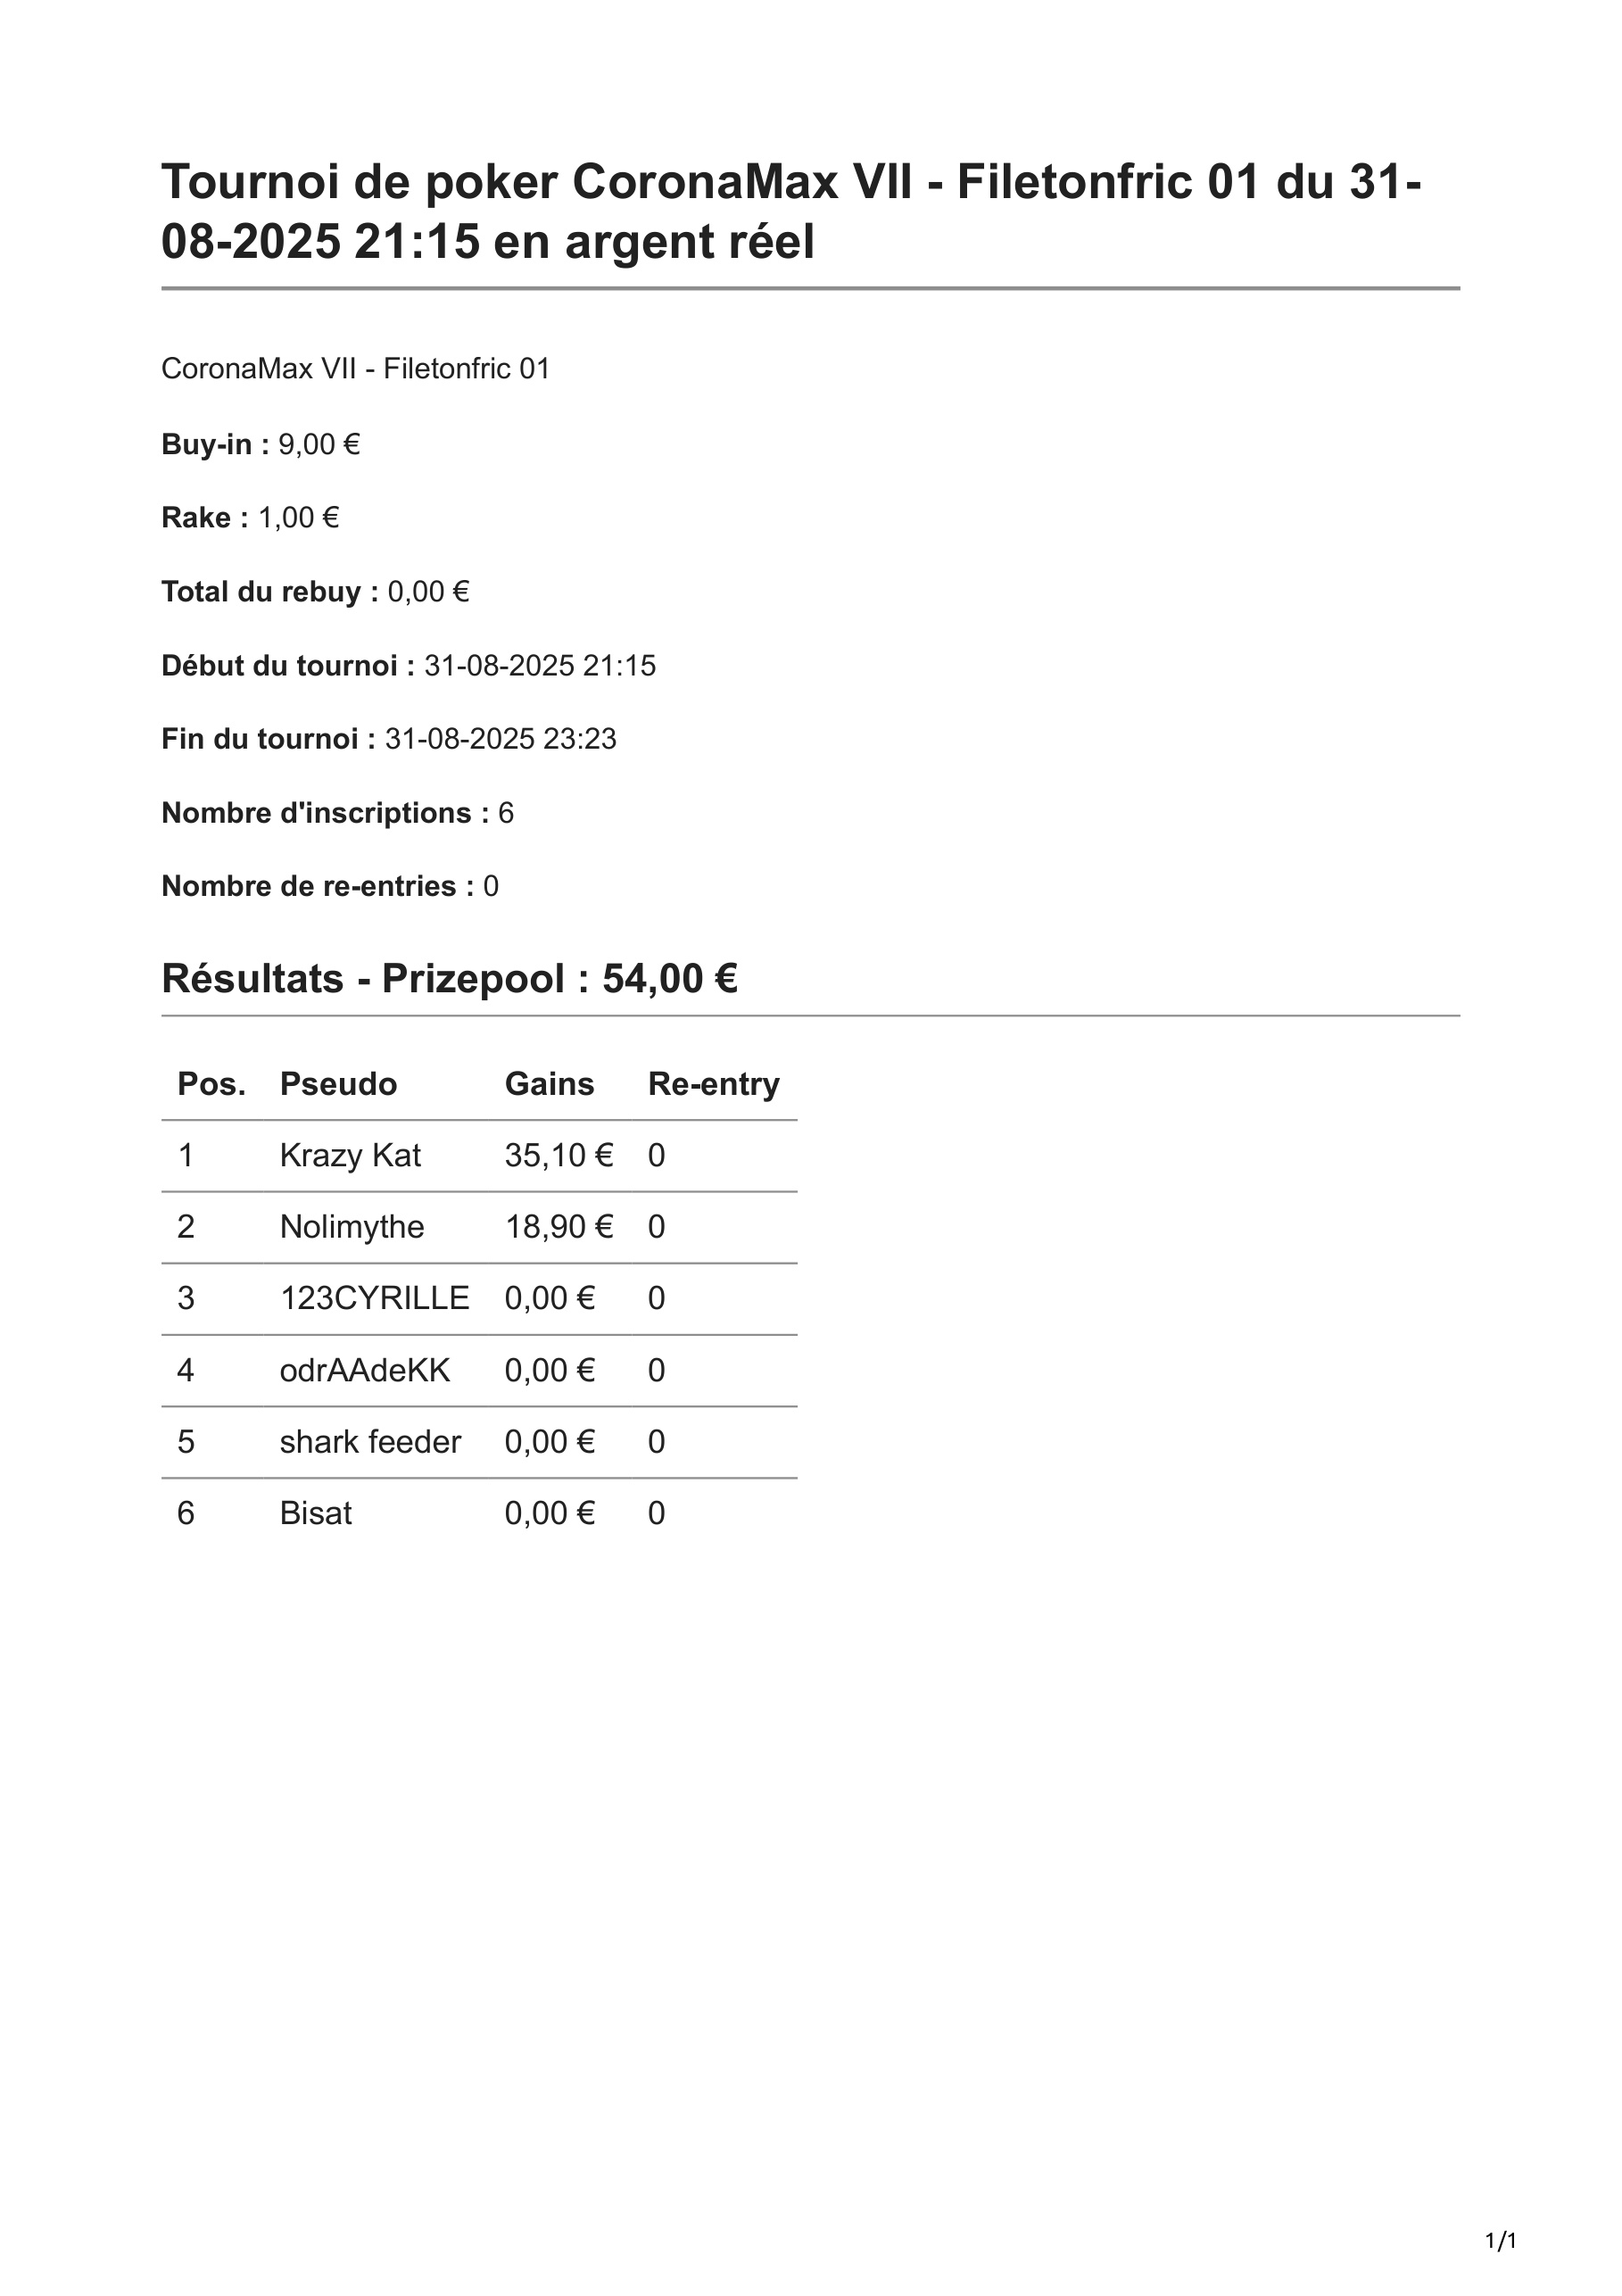 Tournoi de poker CoronaMax VII - Filetonfric 01 du 31-
08-2025 21:15 en argent réel
CoronaMax VII - Filetonfric 01
Buy-in : 9,00 €
Rake : 1,00 €
Total du rebuy : 0,00 €
Début du tournoi : 31-08-2025 21:15
Fin du tournoi : 31-08-2025 23:23
Nombre d'inscriptions : 6
Nombre de re-entries : 0
Résultats - Prizepool : 54,00 €
Pos. Pseudo Gains Re-entry
1 Krazy Kat 35,10 € 0
2 Nolimythe 18,90 € 0
3 123CYRILLE 0,00 € 0
4 odrAAdeKK 0,00 € 0
5 shark feeder 0,00 € 0
6 Bisat 0,00 € 0
1/1